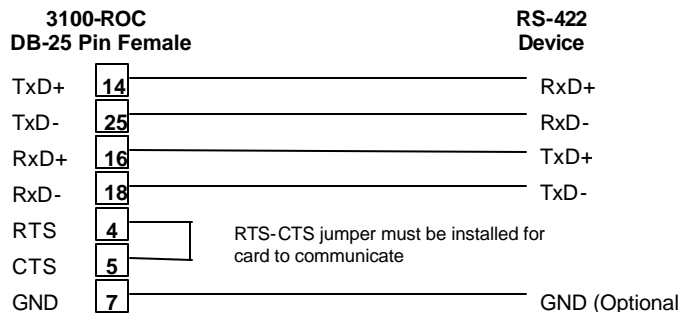 3100-ROC RS-422
DB-25 Pin Female Device
TxD+ 14 RxD+
TxD- 25 RxD-
RxD+ 16 TxD+
RxD- 18 TxD-
RTS 4 RTS-CTS jumper must be installed for
CTS 5 card to communicate
GND 7 GND (Optional